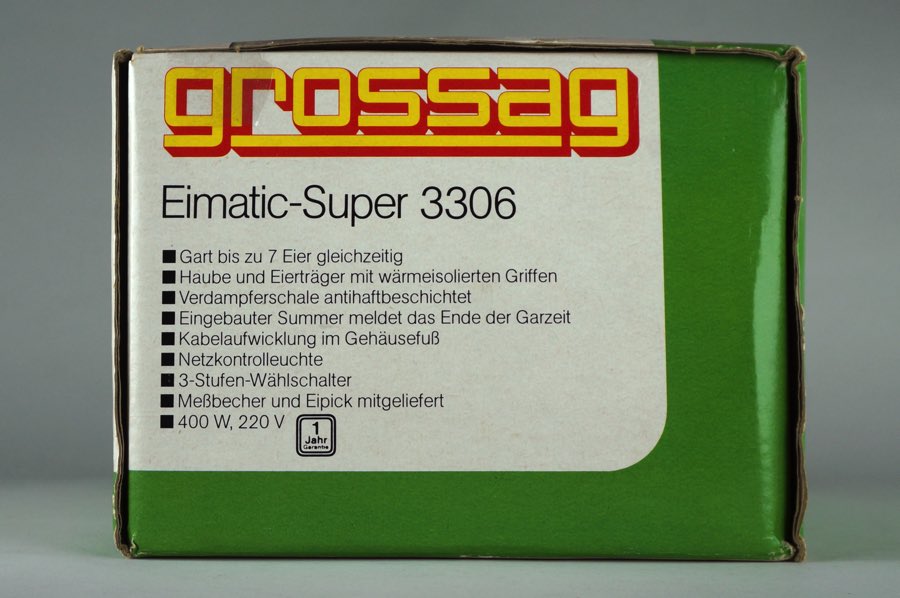 grossag
Eimatic-Super 3306
■ Gart bis zu 7 Eier gleichzeitig
■ Haube und Eierträger mit wärmeisolierten Griffen
■ Verdampferschale antihaftbeschichtet
■ Eingebauter Summer meldet das Ende der Garzeit
■ Kabelaufwicklung im Gehäusefuß
■ Netzkontrolleuchte
■ 3-Stufen-Wählschalter
■ Meßbecher und Eipick mitgeliefert
■ 400 W, 220 V
1
Jahr
Garantie